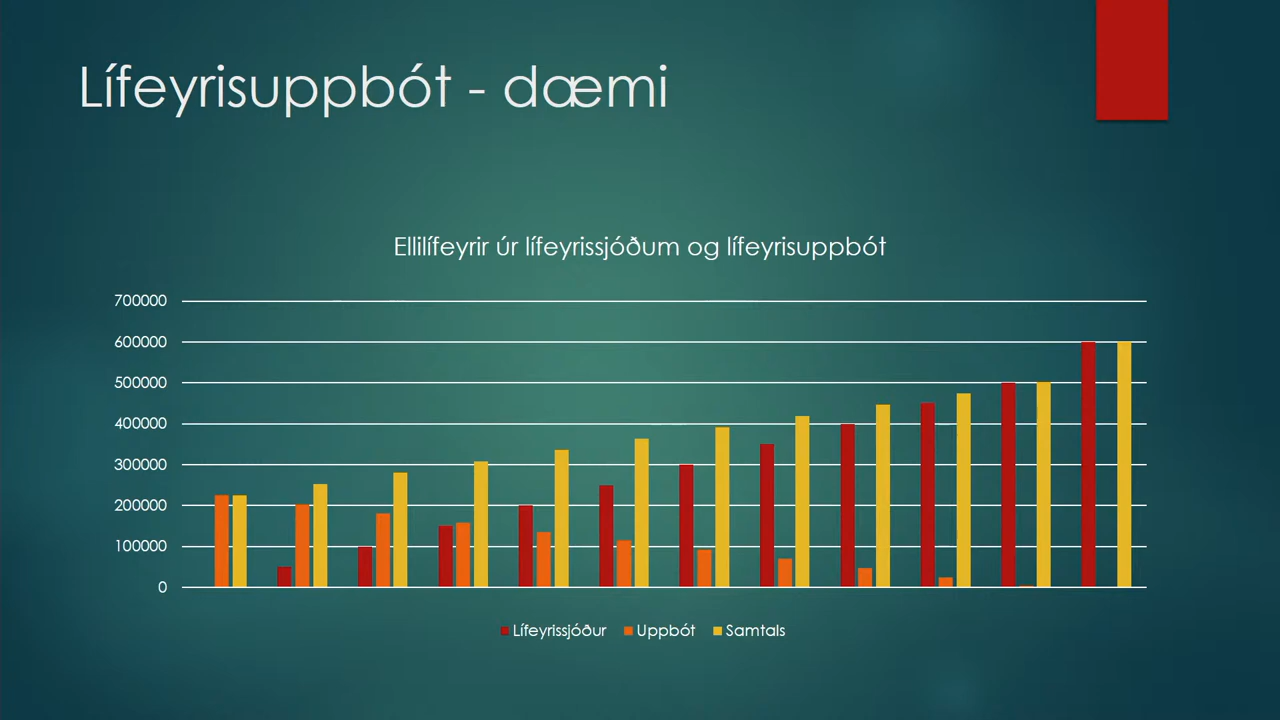 Lífeyrisuppbót - dæmi
Ellilífeyrir úr lífeyrissjóðum og lífeyrisuppbót
700000
600000
500000
400000
300000
200000
100000
0
Lífeyrissjóður Uppbót Samtals